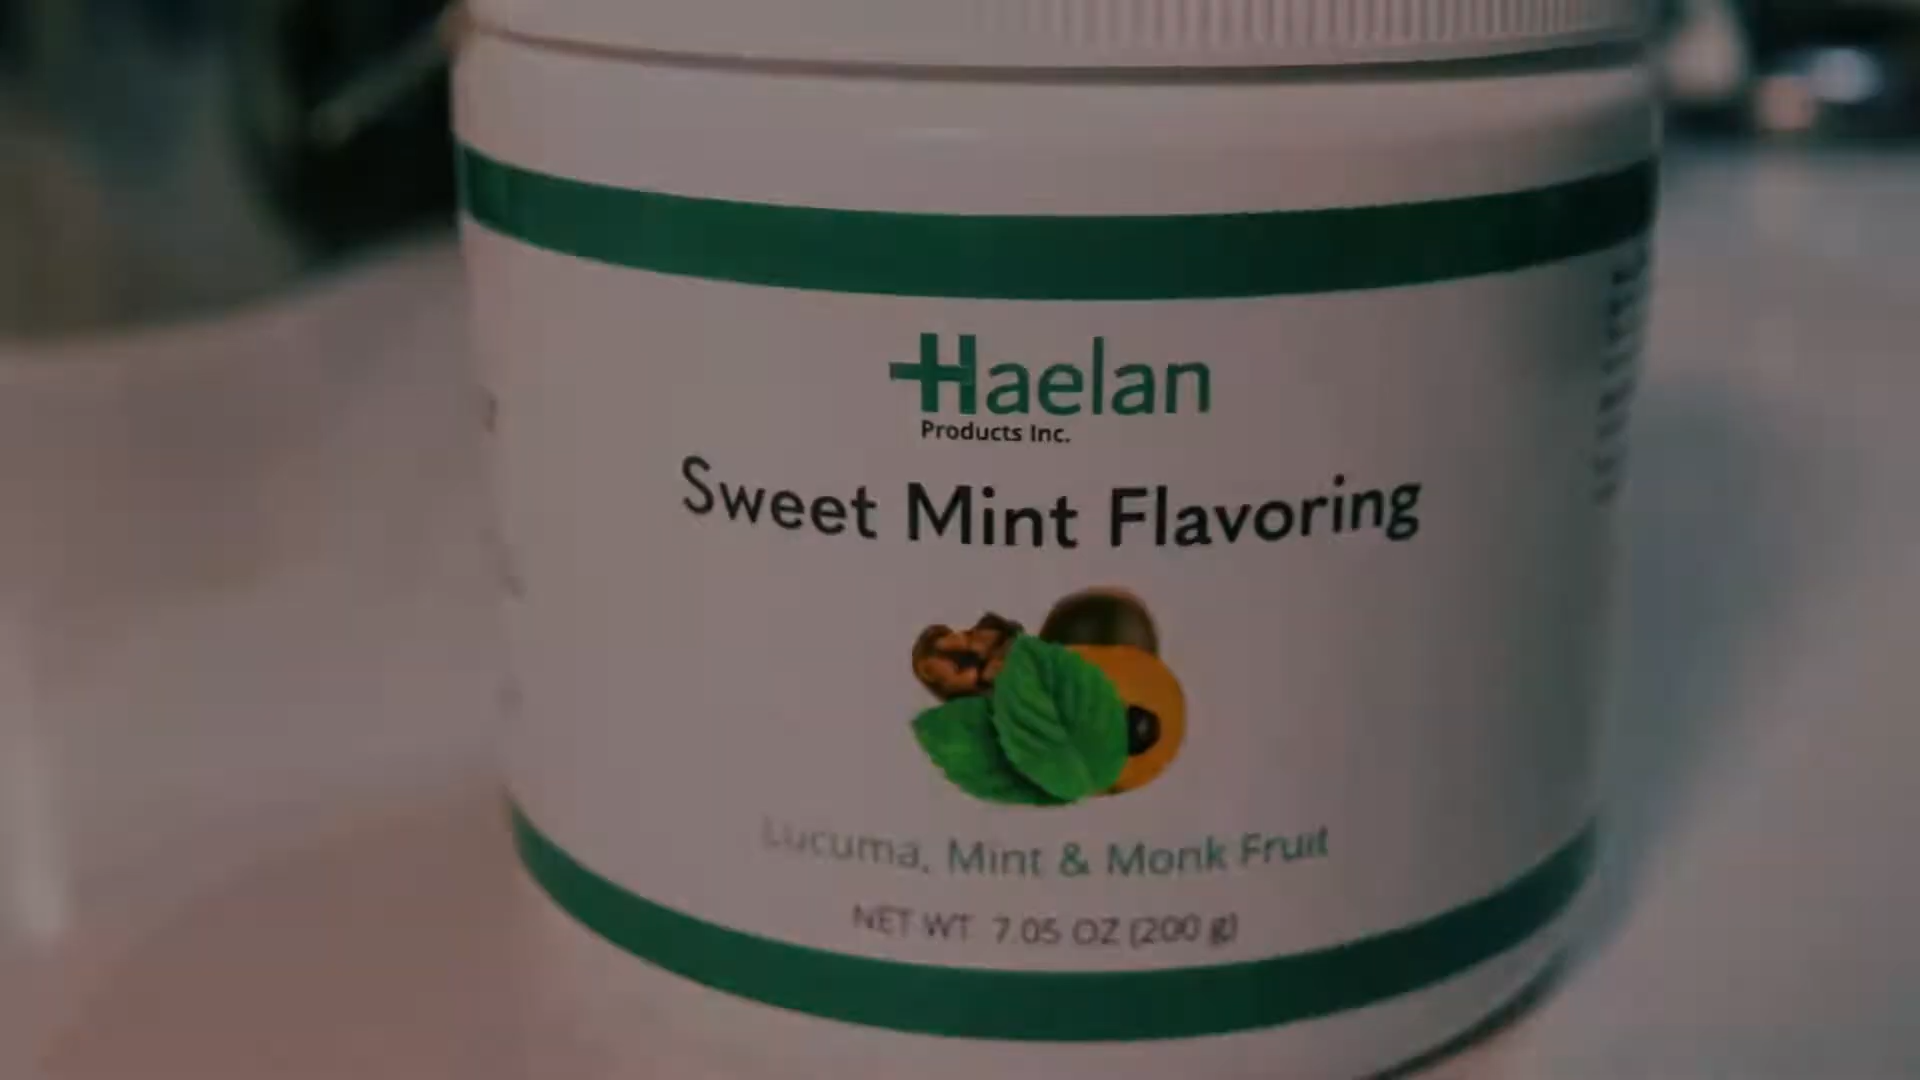 Haelan
Products Inc.
Sweet Mint Flavoring
Lucuma, Mint & Monk Fruit
NET WT 7.05 OZ (200 g)